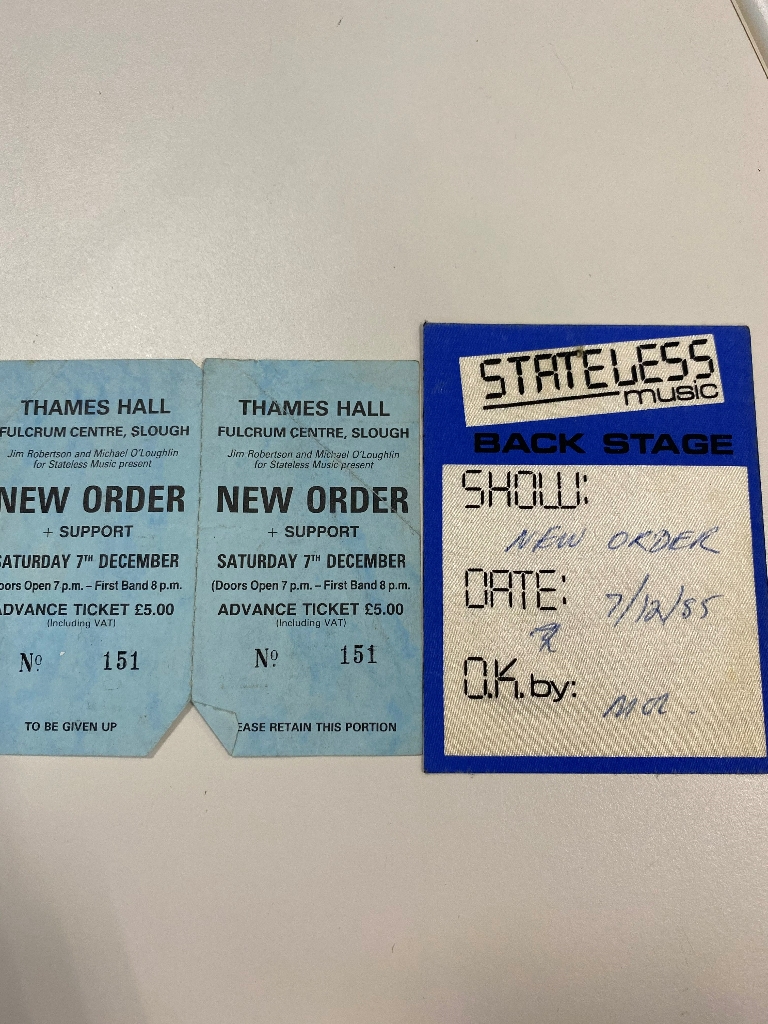 THAMES HALL
FULCRUM CENTRE, SLOUGH
Jim Robertson and Michael O'Loughlin
for Stateless Music present
NEW ORDER
+ SUPPORT
SATURDAY 7TH DECEMBER
oors Open 7 p.m. – First Band 8 p.m.
ADVANCE TICKET £5.00
(Including VAT)
Nº 151
TO BE GIVEN UP
THAMES HALL
FULCRUM CENTRE, SLOUGH
Jim Robertson and Michael O'Loughlin
for Stateless Music present
NEW ORDER
+ SUPPORT
SATURDAY 7TH DECEMBER
(Doors Open 7 p.m. – First Band 8 p.m.
ADVANCE TICKET £5.00
(Including VAT)
Nº 151
EASE RETAIN THIS PORTION
STATELESS
music
BACK STAGE
SHOW:
NEW ORDER
DATE: 7/12/85
O.K. by: